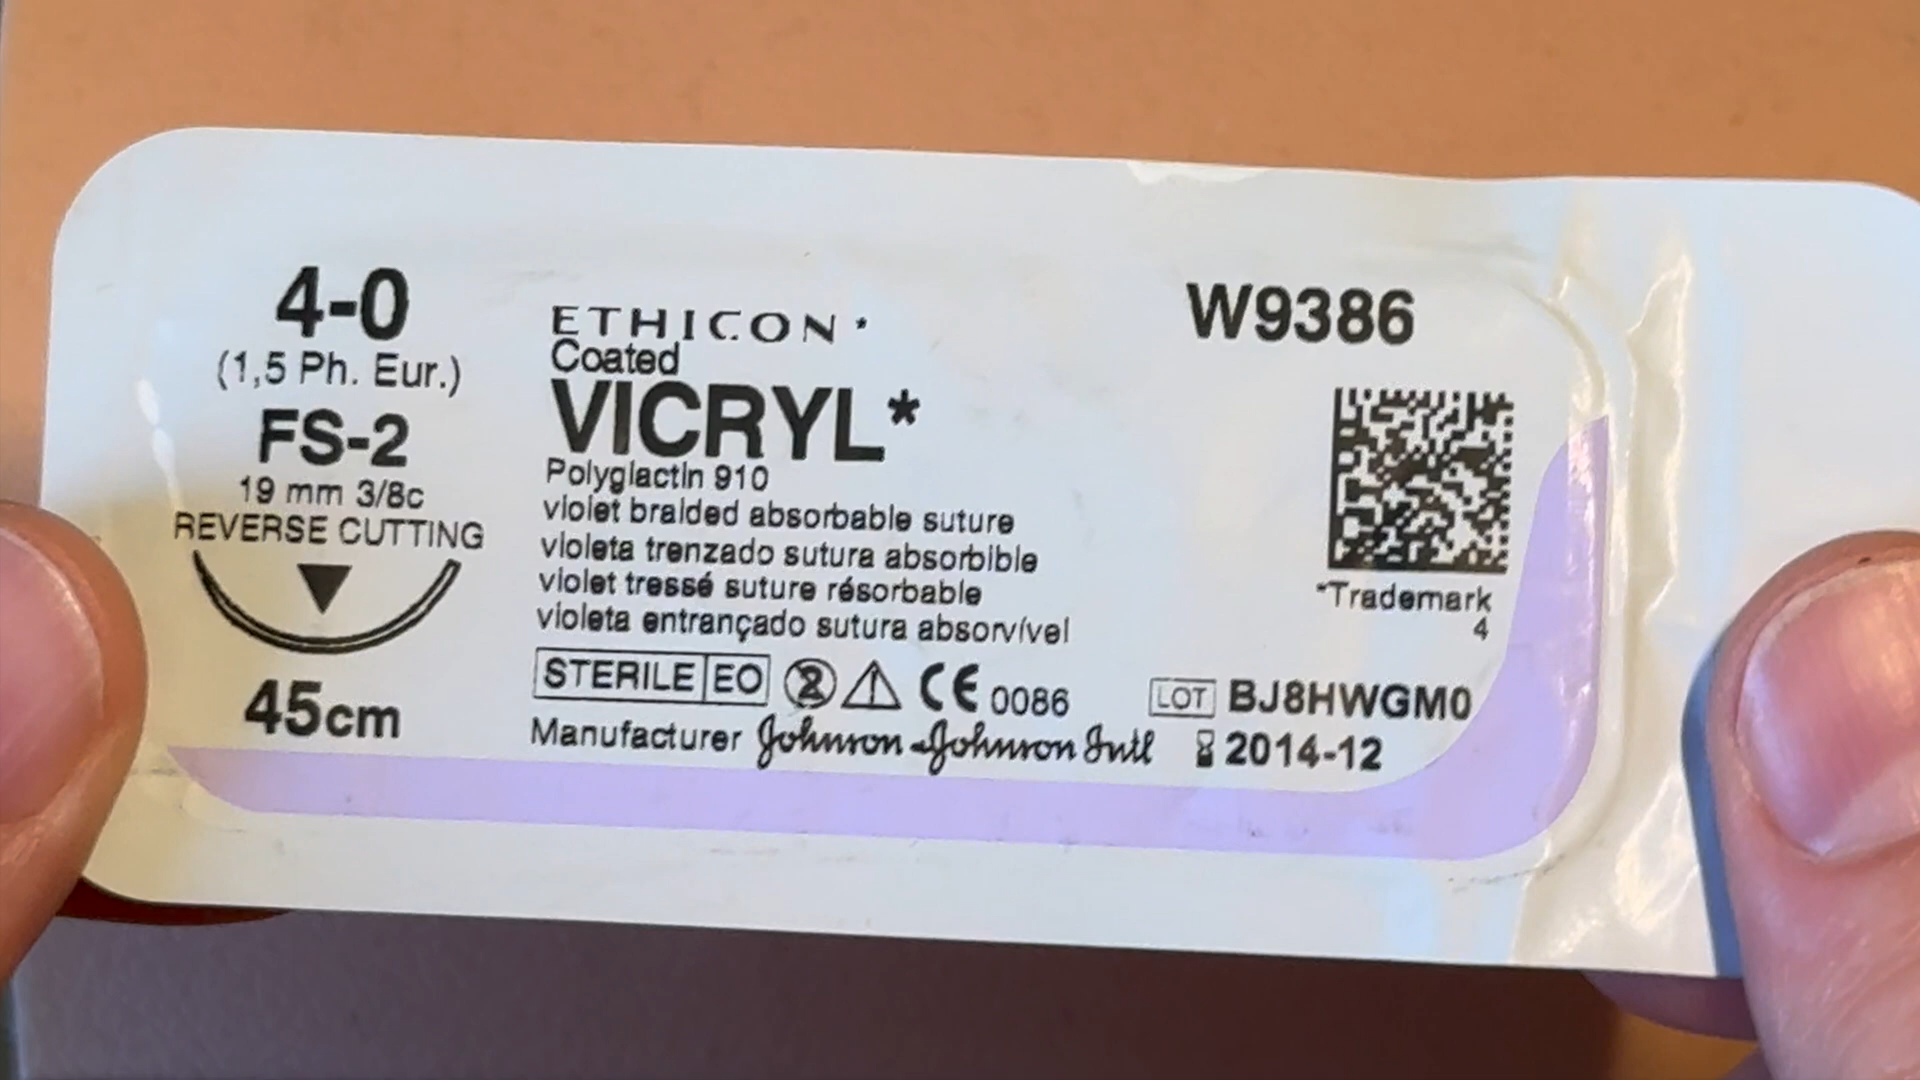 4-0
(1,5 Ph. Eur.)
FS-2
19 mm 3/8c
REVERSE CUTTING
45cm
ETHICON*
Coated
VICRYL*
Polyglactin 910
violet braided absorbable suture
violeta trenzado sutura absorbible
violet tressé suture résorbable
violeta entrançado sutura absorvível
STERILE EO 2 CE 0086
Manufacturer Johnson & Johnson Intl
W9386
*Trademark
4
LOT BJ8HWGM0
2014-12